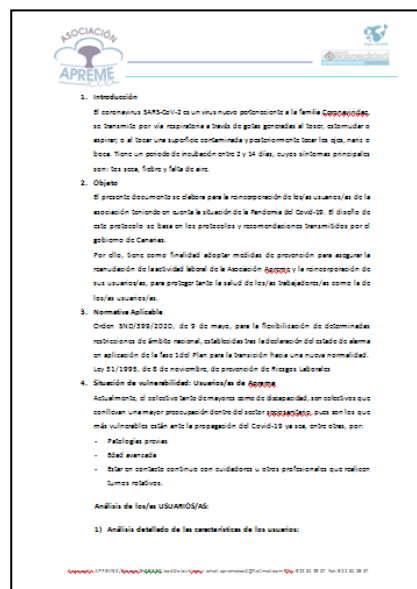 ASOCIACIÓN
APREME
1. Introducción
El coronavirus SARS-CoV-2 es un virus nuevo perteneciente a la familia Coronaviridae,
se transmite por vía respiratoria a través de gotas generadas al toser, estornudar o
aspirar; o al tocar una superficie contaminada y posteriormente tocar los ojos, nariz o
boca. Tiene un periodo de incubación entre 2 y 14 días, cuyos síntomas principales
son: tos seca, fiebre y falta de aire.
2. Objeto
El presente documento se elabora para la reincorporación de los/as usuarios/as de la
asociación teniendo en cuenta la situación de la Pandemia del Covid-19. El diseño de
este protocolo se basa en los protocolos y recomendaciones transmitidos por el
gobierno de Canarias.
Por ello, tiene como finalidad adoptar medidas de prevención para asegurar la
reanudación de la actividad laboral de la Asociación Apreme y la reincorporación de
sus usuarios/as, para proteger tanto la salud de los/as trabajadores/as como la de
los/as usuarios/as.
3. Normativa Aplicable
Orden SND/399/2020, de 9 de mayo, para la flexibilización de determinadas
restricciones de ámbito nacional, establecidas tras la declaración del estado de alarma
en aplicación de la fase 1 del Plan para la transición hacia una nueva normalidad.
Ley 31/1995, de 8 de noviembre, de prevención de Riesgos Laborales
4. Situación de vulnerabilidad: Usuarios/as de Apreme
Actualmente, el colectivo tanto de mayores como de discapacidad, son colectivos que
conllevan una mayor preocupación dentro del sector sociosanitario, pues son los que
más vulnerables están ante la propagación del Covid-19 ya sea, entre otras, por:
- Patologías previas
- Edad avanzada
- Estar en contacto continuo con cuidadores u otros profesionales que realicen
turnos rotativos.
Análisis de los/as USUARIOS/AS:
1) Análisis detallado de las características de los usuarios: